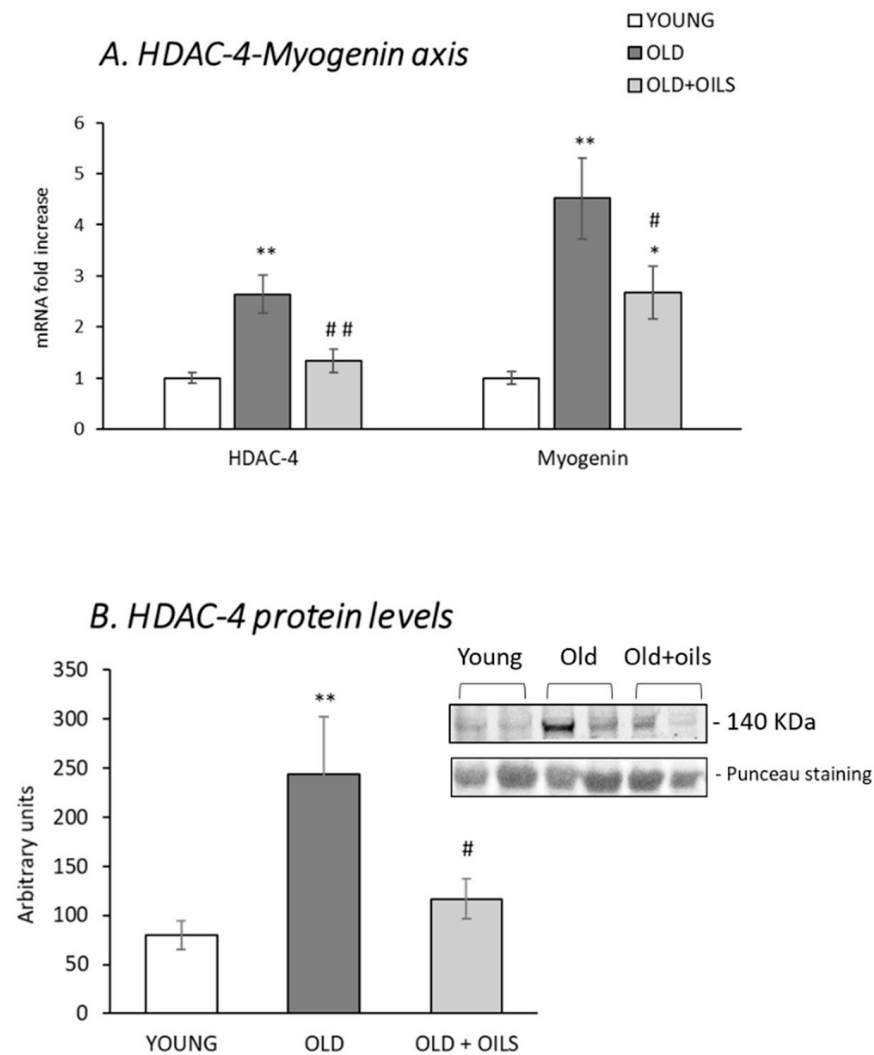 YOUNG
OLD
OLD+OILS
A. HDAC-4-Myogenin axis
mRNA fold increase
6
5
4
3
2
1
0
**
# #
**
#
*
HDAC-4
Myogenin
B. HDAC-4 protein levels
Arbitrary units
350
300
250
200
150
100
50
0
**
#
YOUNG
OLD
OLD + OILS
Young Old Old+oils
- 140 KDa
- Punceau staining